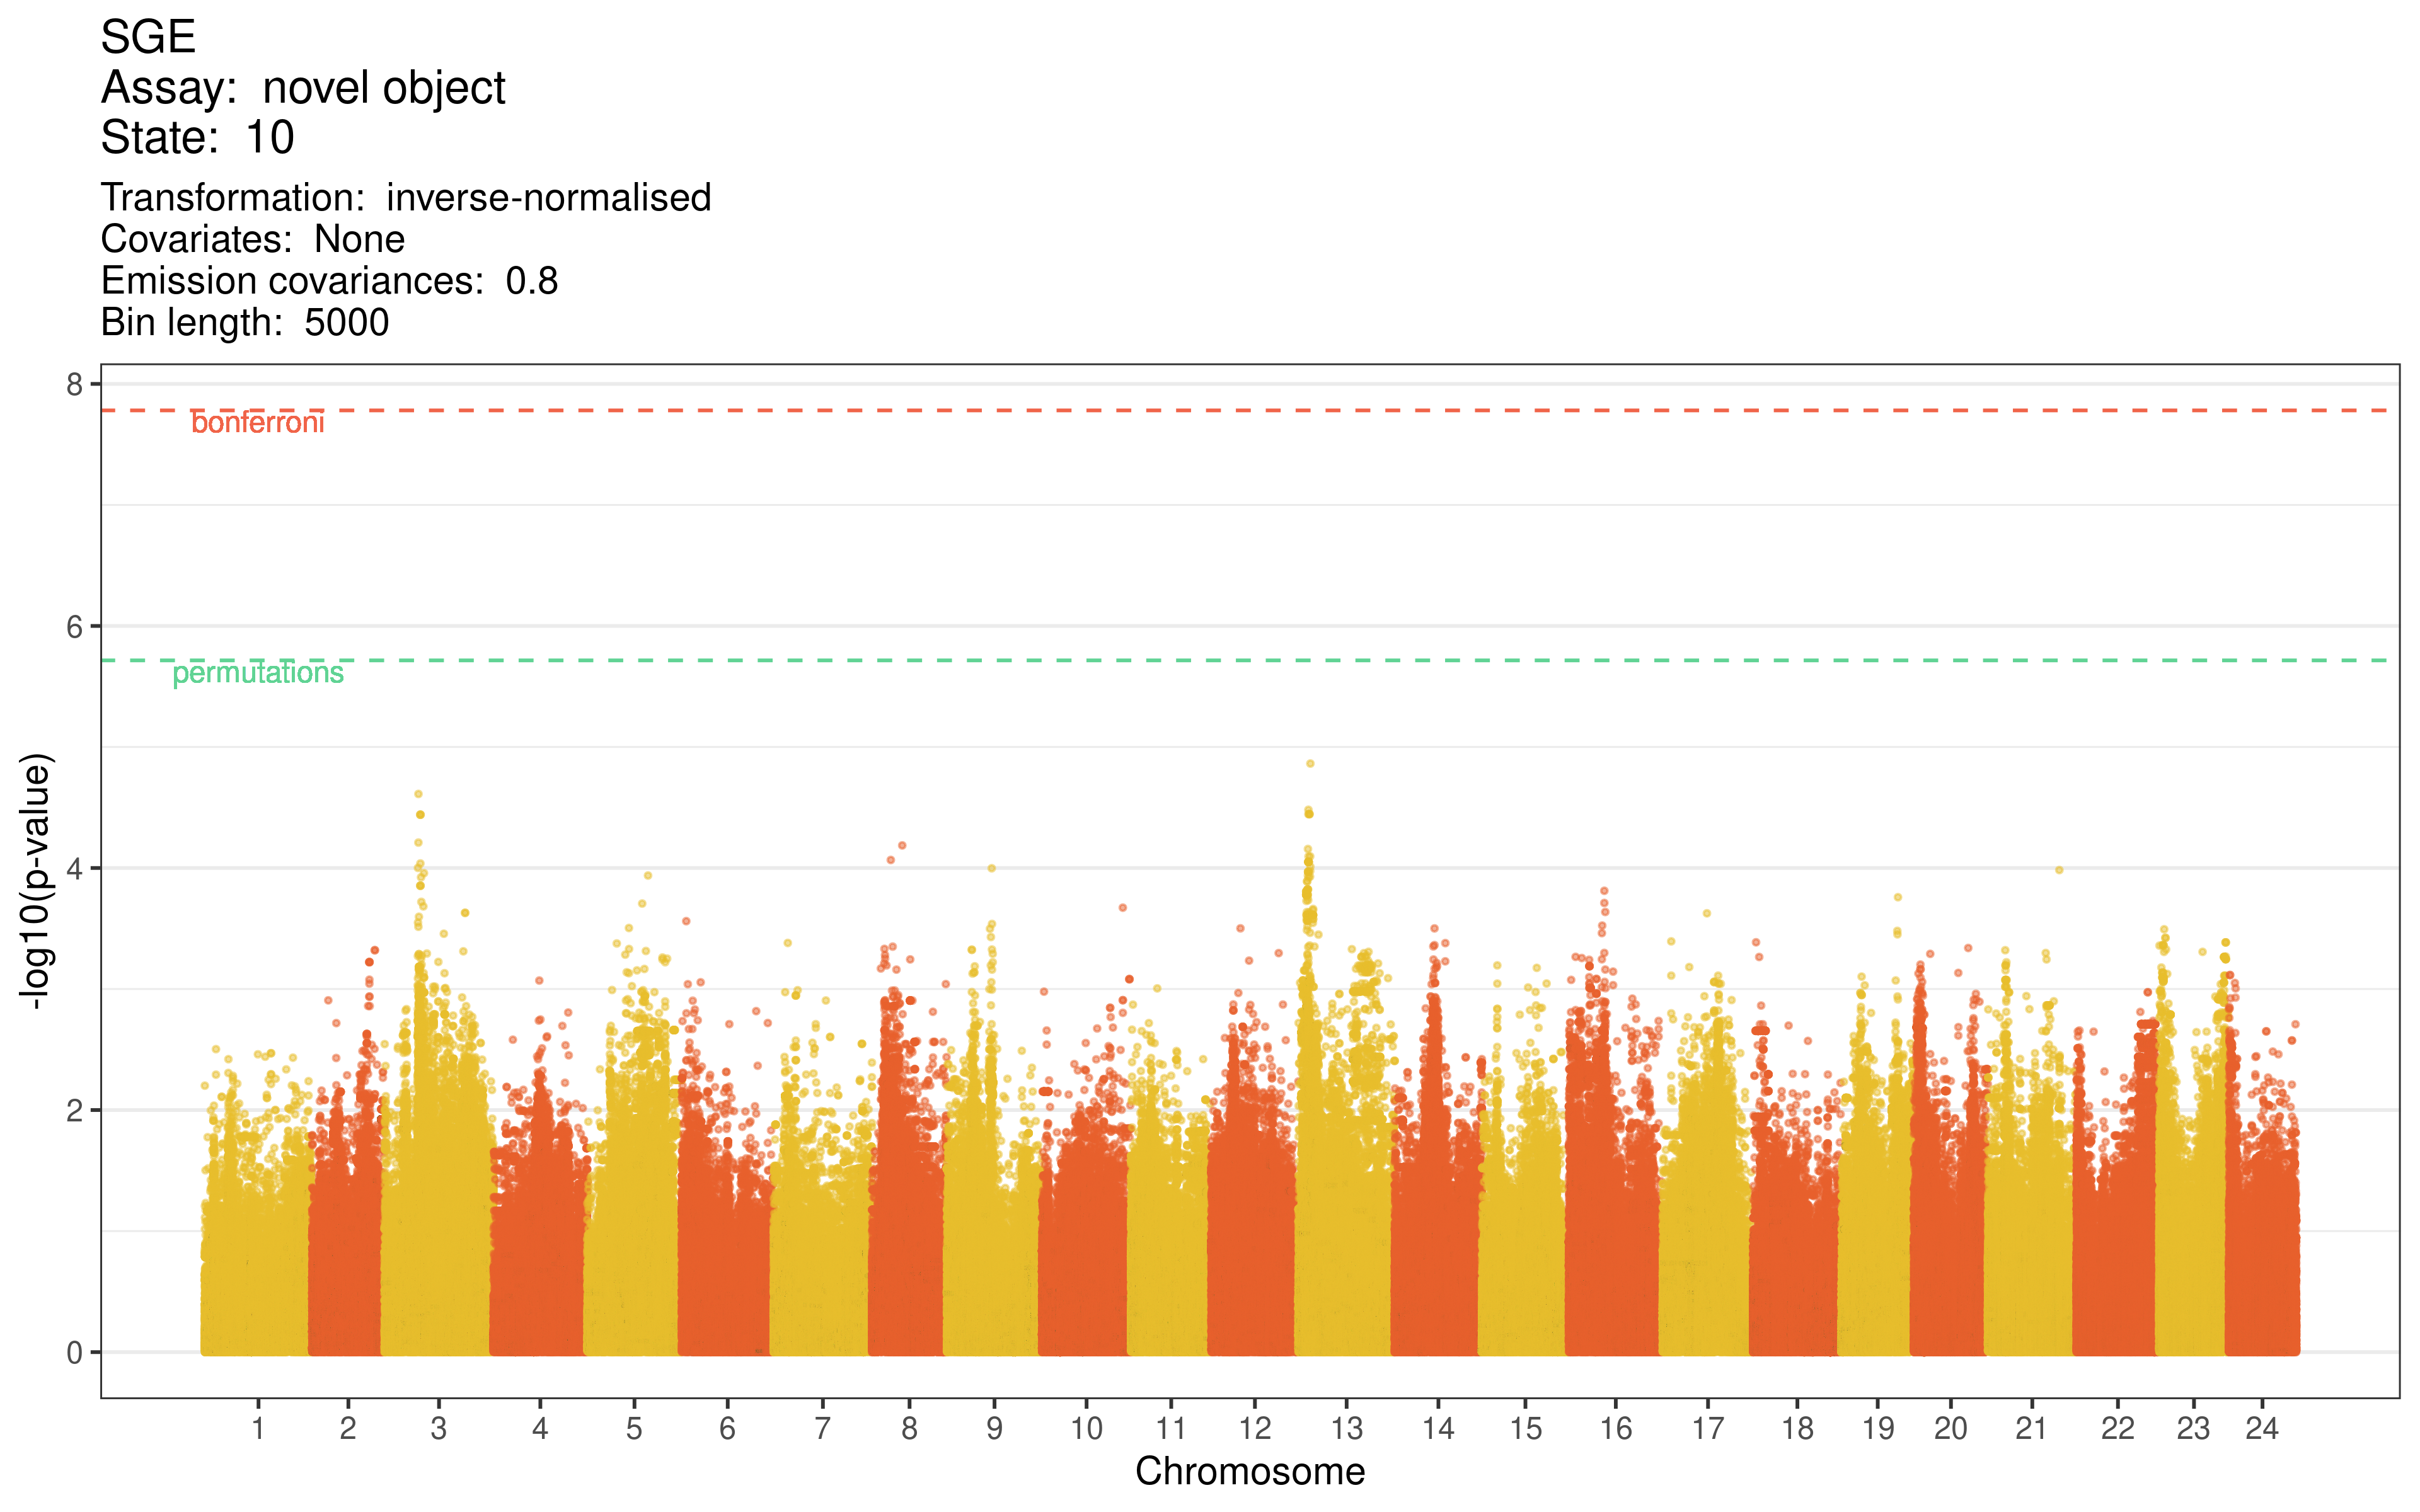 SGE
Assay:  novel object
State:  10
Transformation:  inverse-normalised
Covariates:  None
Emission covariances:  0.8
Bin length:  5000
8
bonferroni
6
permutations
-log10(p-value)
4
2
0
1 2 3 4 5 6 7 8 9 10 11 12 13 14 15 16 17 18 19 20 21 22 23 24
Chromosome